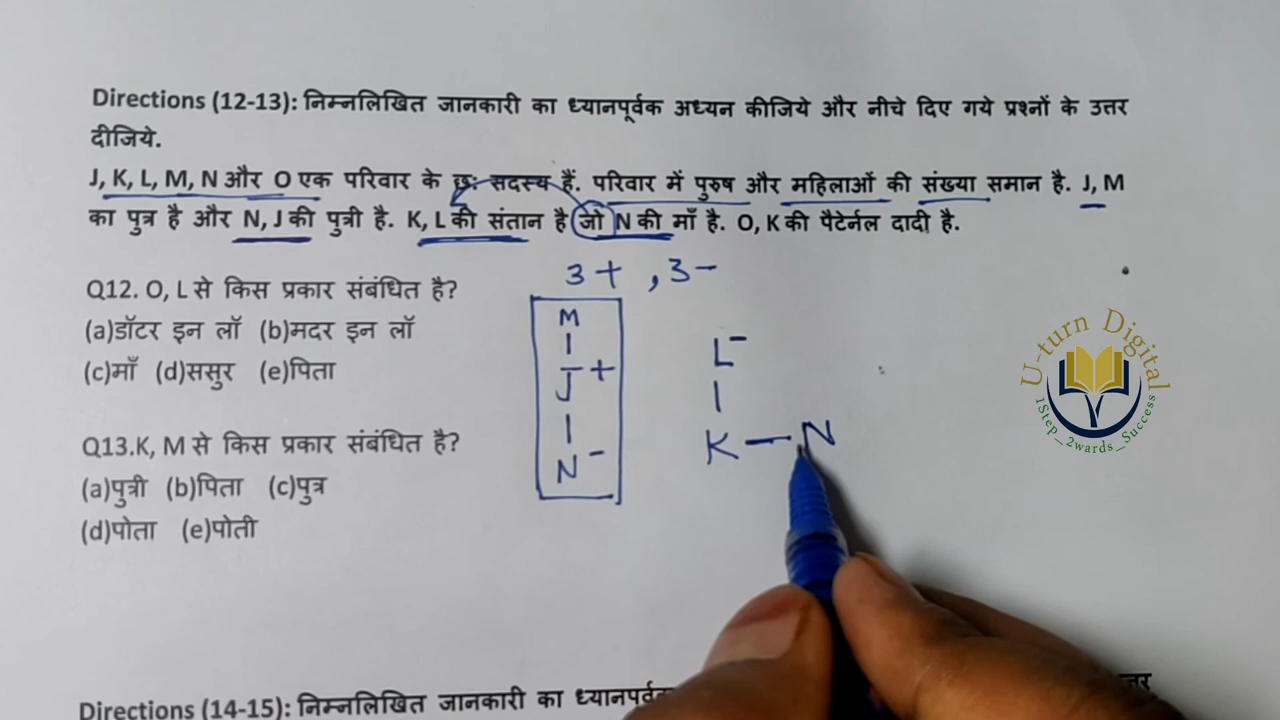 Directions (12-13): निम्नलिखित जानकारी का ध्यानपूर्वक अध्यन कीजिये और नीचे दिए गये प्रश्नों के उत्तर
दीजिये.
J, K, L, M, N और O एक परिवार के छः सदस्य हैं. परिवार में पुरुष और महिलाओं की संख्या समान है. J, M
का पुत्र है और N, J की पुत्री है. K, L की संतान है जो N की माँ है. O, K की पैटेर्नल दादी है.
3+ , 3-
Q12. O, L से किस प्रकार संबंधित है?
(a)डॉटर इन लॉ (b)मदर इन लॉ
(c)माँ (d)ससुर (e)पिता
Q13.K, M से किस प्रकार संबंधित है?
(a)पुत्री (b)पिता (c)पुत्र
(d)पोता (e)पोती
M
J +
N -
L -
K — N
U-turn Digital
1Step_2wards_Success
Directions (14-15): निम्नलिखित जानकारी का